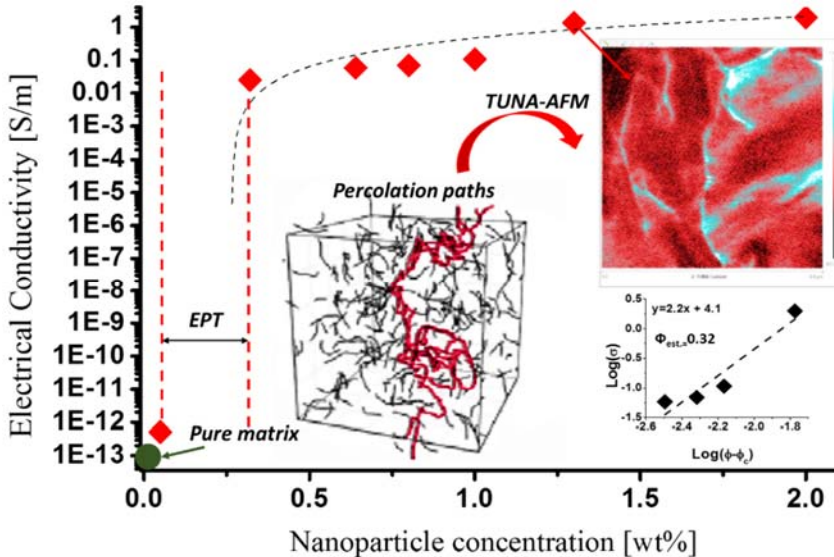 1
0.1
0.01
1E-3
1E-4
1E-5
1E-6
1E-7
1E-8
1E-9
1E-10
1E-11
1E-12
1E-13
Electrical Conductivity [S/m]
EPT
Pure matrix
Percolation paths
TUNA-AFM
y=2.2x + 4.1
Φest.=0.32
0.5
0.0
-0.5
-1.0
-1.5
Log(σ)
-2.6 -2.4 -2.2 -2.0 -1.8
Log(ϕ-ϕc)
0.0 0.5 1.0 1.5 2.0
Nanoparticle concentration [wt%]